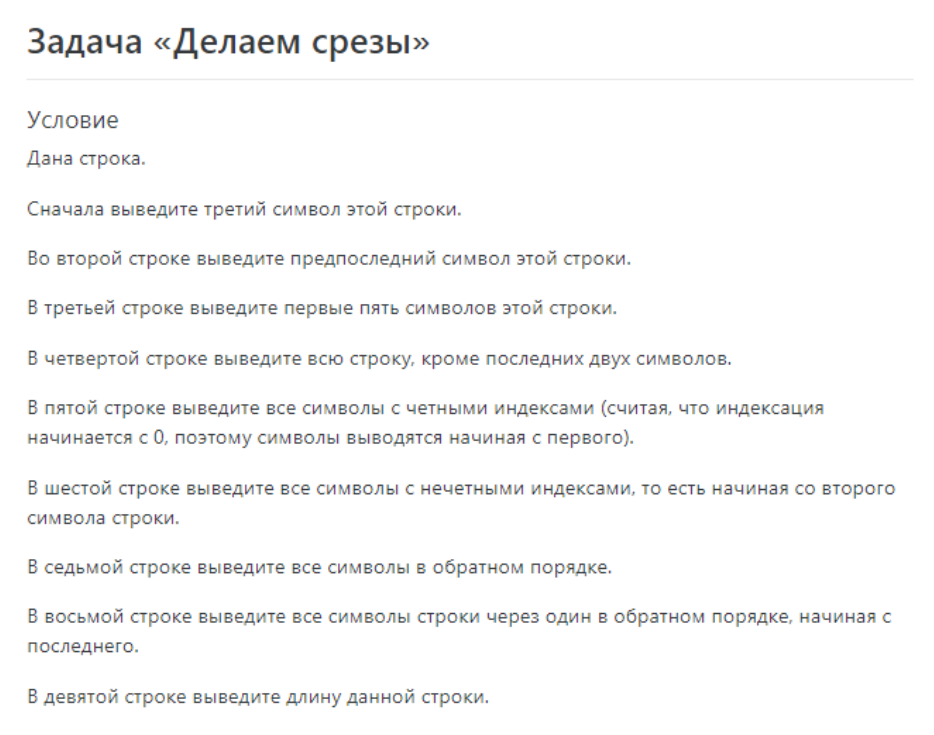 Задача «Делаем срезы»
Условие
Дана строка.
Сначала выведите третий символ этой строки.
Во второй строке выведите предпоследний символ этой строки.
В третьей строке выведите первые пять символов этой строки.
В четвертой строке выведите всю строку, кроме последних двух символов.
В пятой строке выведите все символы с четными индексами (считая, что индексация
начинается с 0, поэтому символы выводятся начиная с первого).
В шестой строке выведите все символы с нечетными индексами, то есть начиная со второго
символа строки.
В седьмой строке выведите все символы в обратном порядке.
В восьмой строке выведите все символы строки через один в обратном порядке, начиная с
последнего.
В девятой строке выведите длину данной строки.